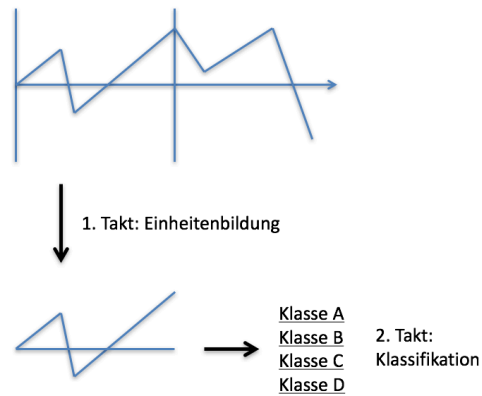 1. Takt: Einheitenbildung
Klasse A
Klasse B
Klasse C
Klasse D
2. Takt:
Klassifikation